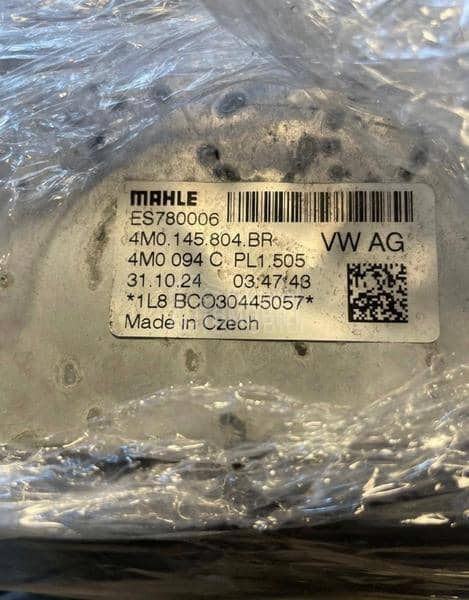 MAHLE
ES780006
4M0.145.804.BR VW AG
4M0 094 C PL1.505
31.10.24 03:47:43
*1L8 BCO30445057*
Made in Czech